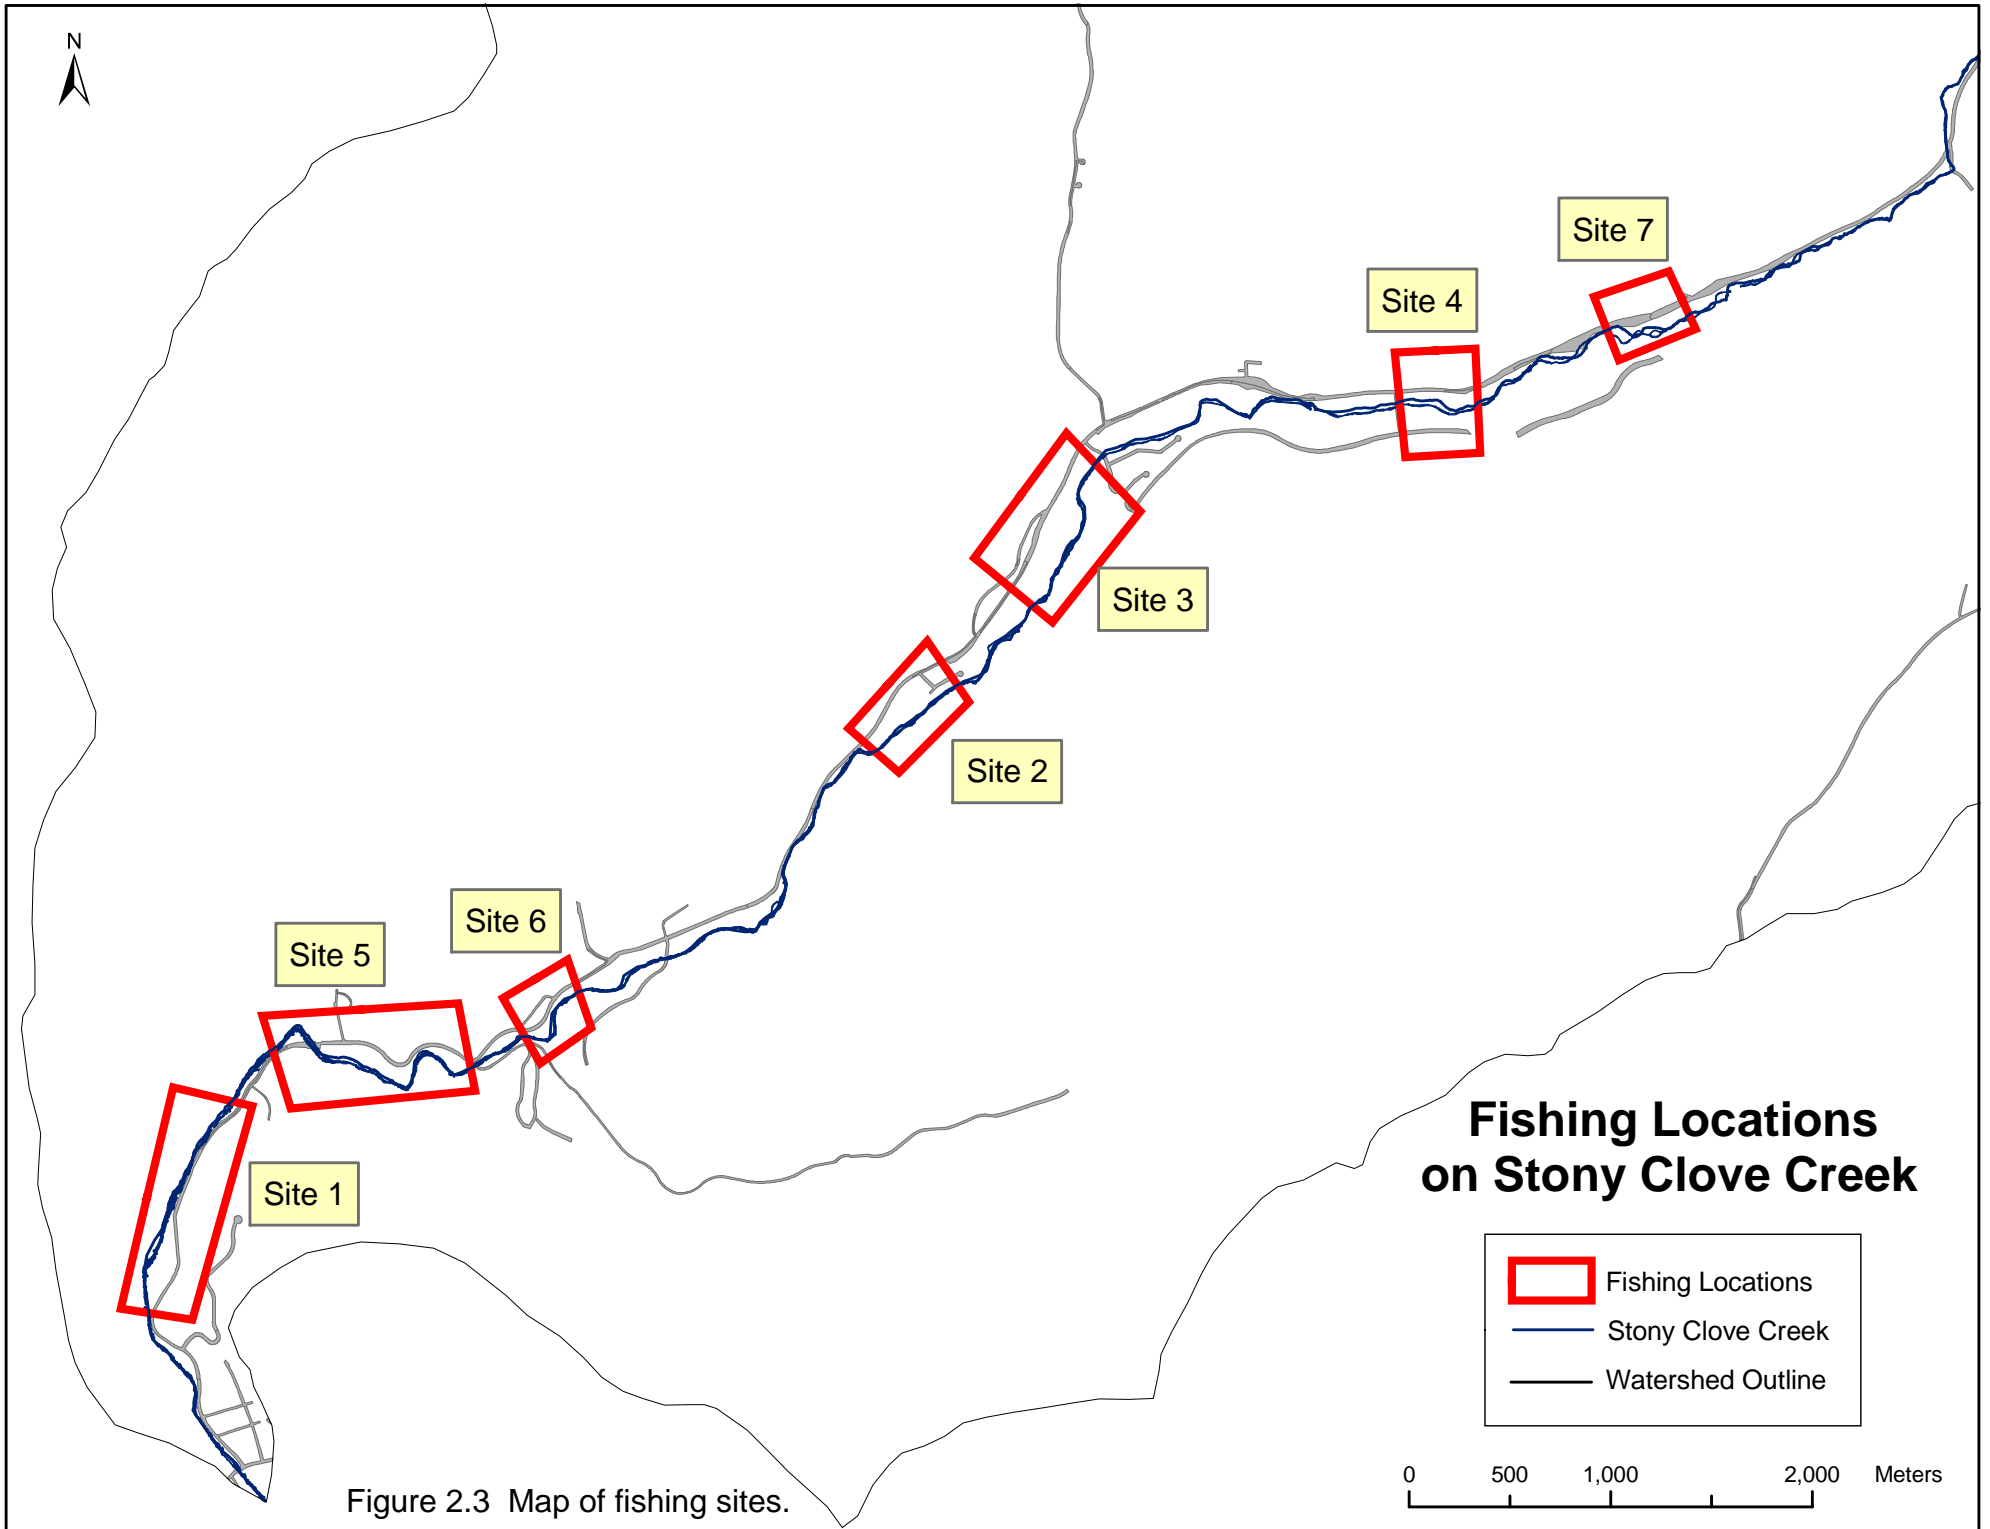 N
Site 7
Site 4
Site 3
Site 2
Site 6
Site 5
Site 1
Fishing Locations
on Stony Clove Creek
Fishing Locations
Stony Clove Creek
Watershed Outline
0 500 1,000 2,000 Meters
Figure 2.3 Map of fishing sites.